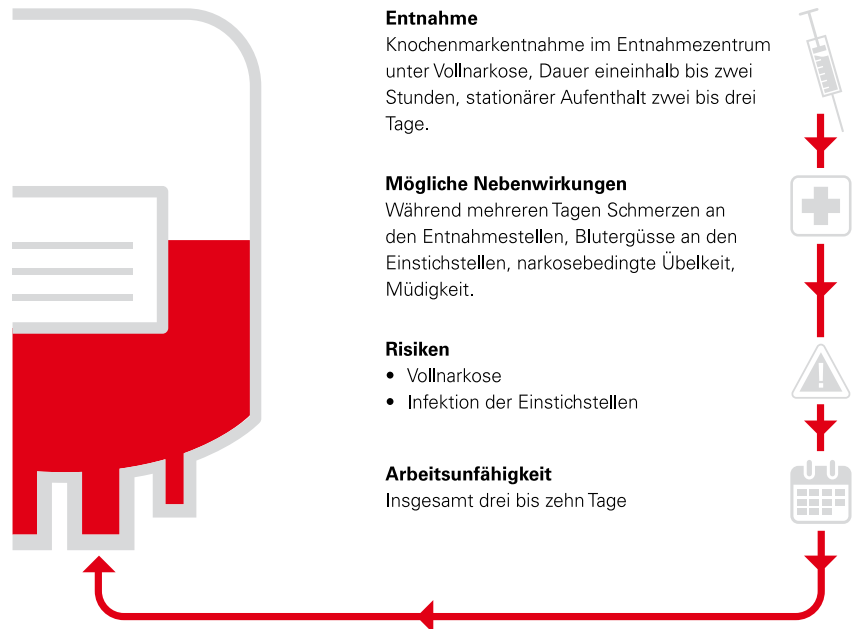 Entnahme
Knochenmarkentnahme im Entnahmezentrum
unter Vollnarkose, Dauer eineinhalb bis zwei
Stunden, stationärer Aufenthalt zwei bis drei
Tage.
Mögliche Nebenwirkungen
Während mehreren Tagen Schmerzen an
den Entnahmestellen, Blutergüsse an den
Einstichstellen, narkosebedingte Übelkeit,
Müdigkeit.
Risiken
• Vollnarkose
• Infektion der Einstichstellen
Arbeitsunfähigkeit
Insgesamt drei bis zehn Tage